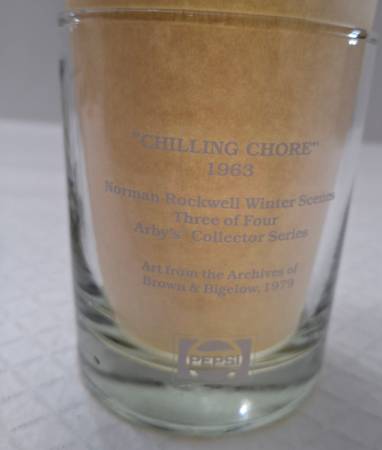 "CHILLING CHORE"
1963
Norman Rockwell Winter Scenes
Three of Four
Arby's Collector Series
Art from the Archives of
Brown & Bigelow, 1979
PEPSI